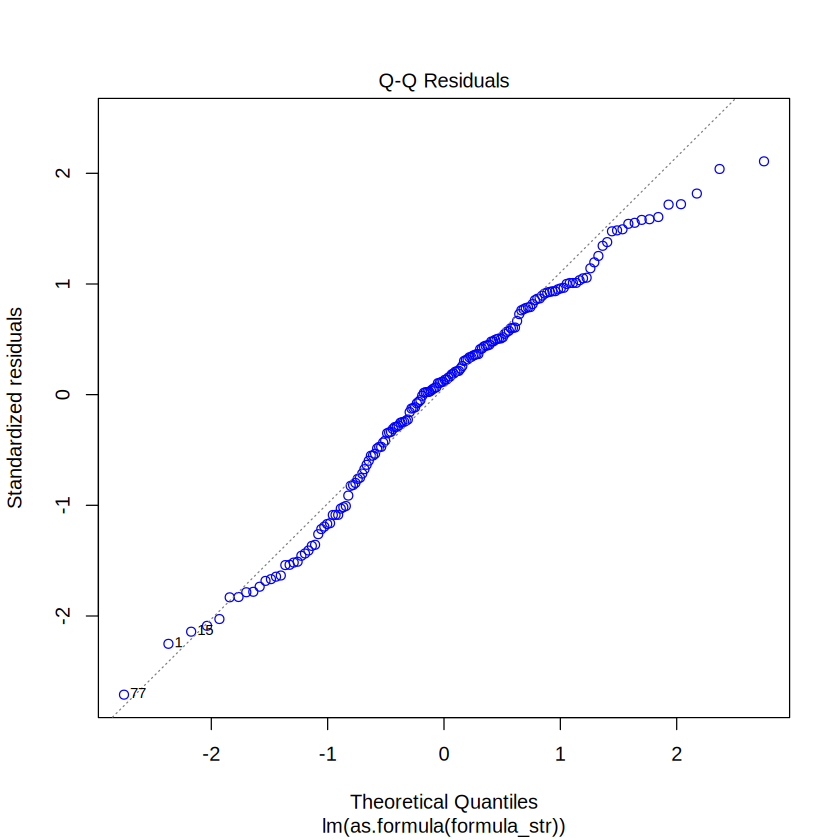 Q-Q Residuals
Standardized residuals
2
1
0
-1
-2
15
1
77
-2 -1 0 1 2
Theoretical Quantiles
lm(as.formula(formula_str))